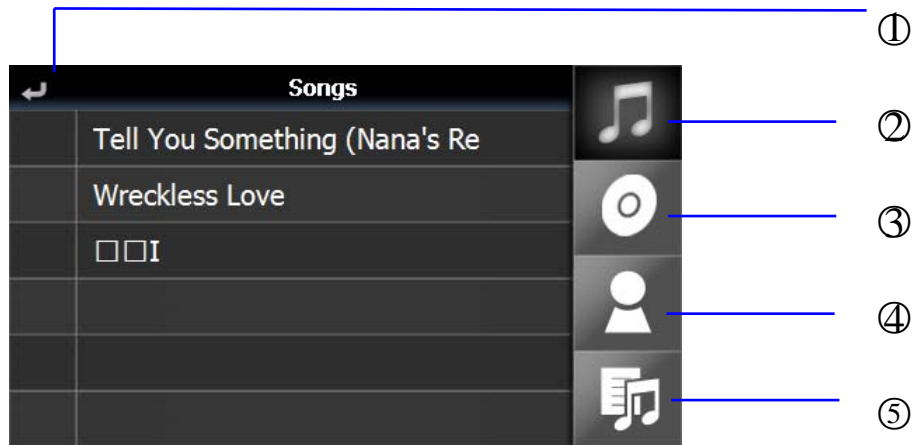 ①
Songs
②
Tell You Something (Nana's Re
Wreckless Love
③
□□I
④
⑤